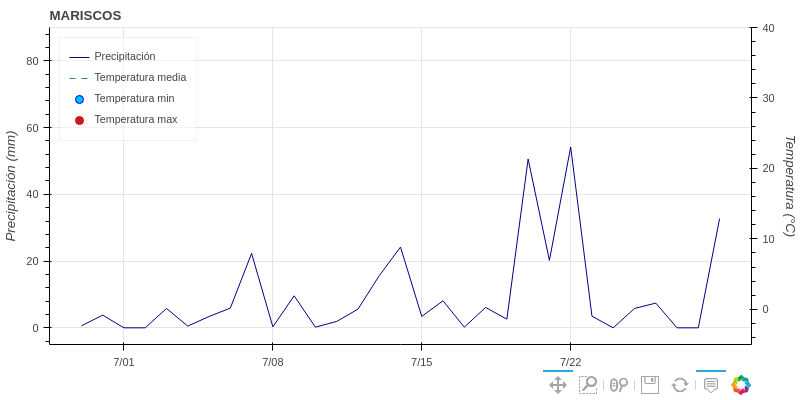 MARISCOS
Precipitación
Temperatura media
Temperatura min
Temperatura max
Precipitación (mm)
80
60
40
20
0
Temperatura (°C)
40
30
20
10
0
7/01
7/08
7/15
7/22